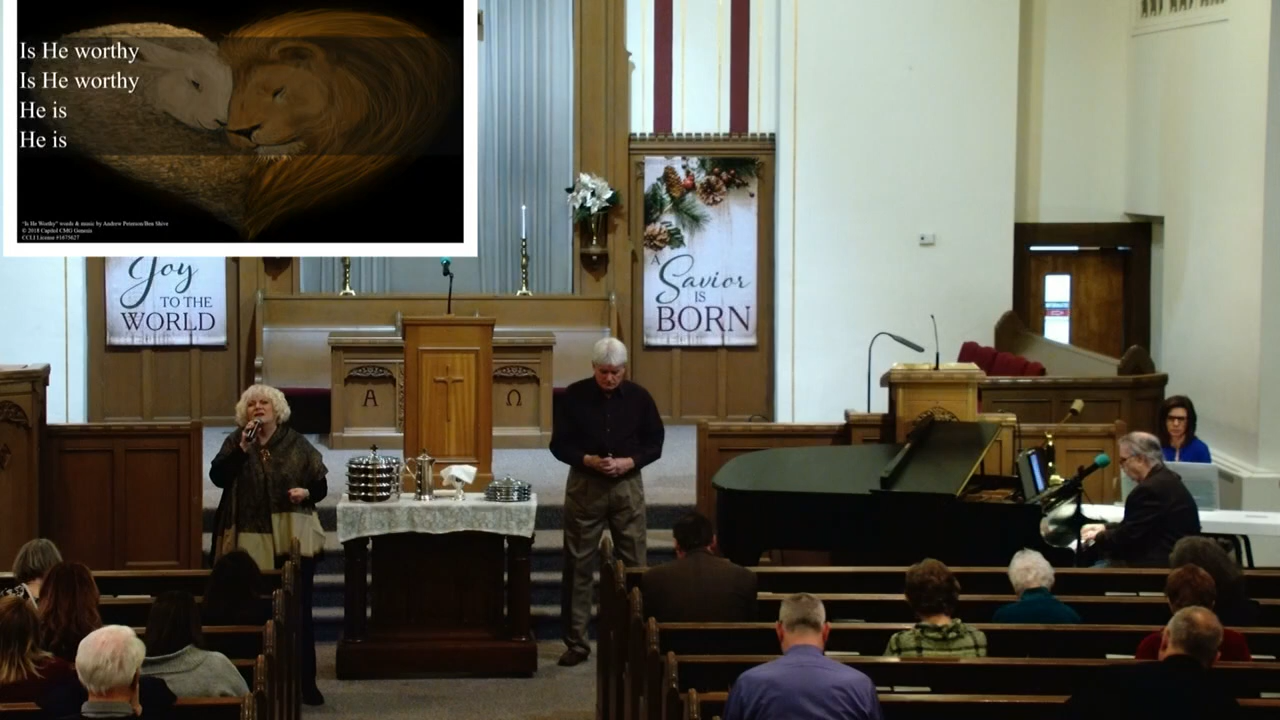 Is He worthy
Is He worthy
He is
He is
"Is He Worthy" words & music by Andrew Peterson/Ben Shive
© 2018 Capitol CMG Genesis
CCLI License #1675627
Joy
TO THE
WORLD
A
Savior
IS
BORN
A
Ω